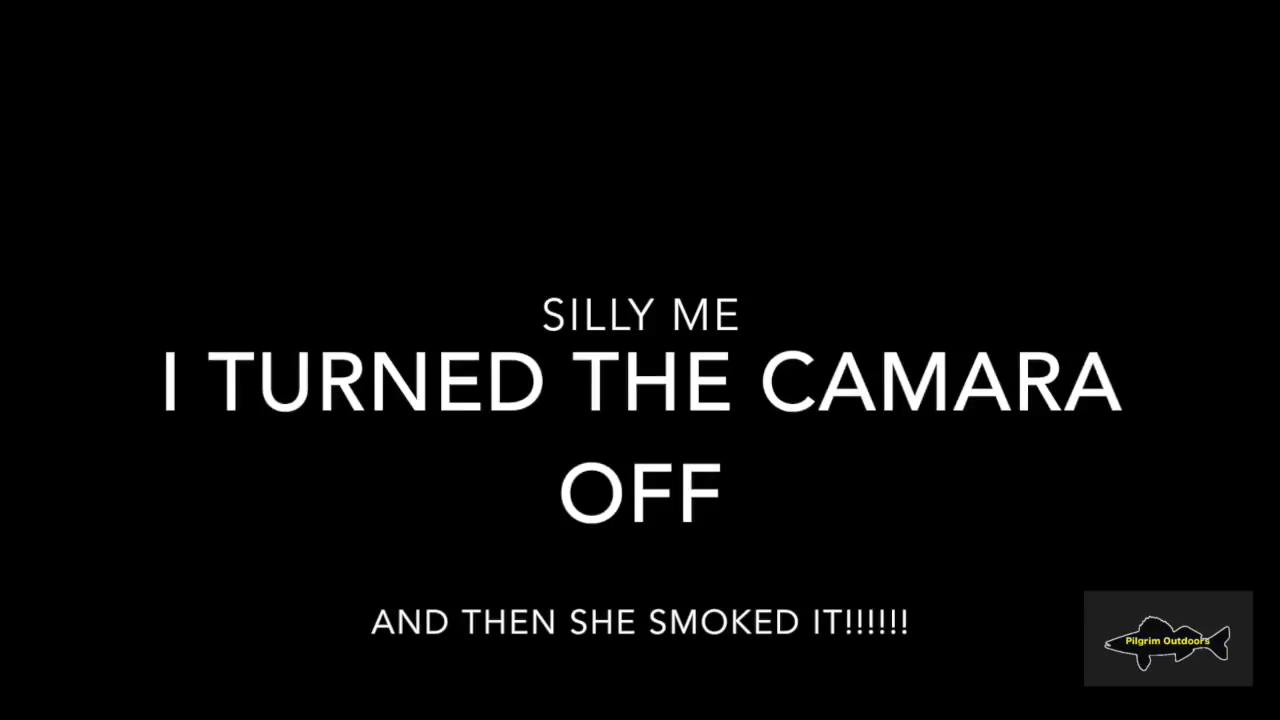 SILLY ME
I TURNED THE CAMARA
OFF
AND THEN SHE SMOKED IT!!!!!!
Pilgrim Outdoors